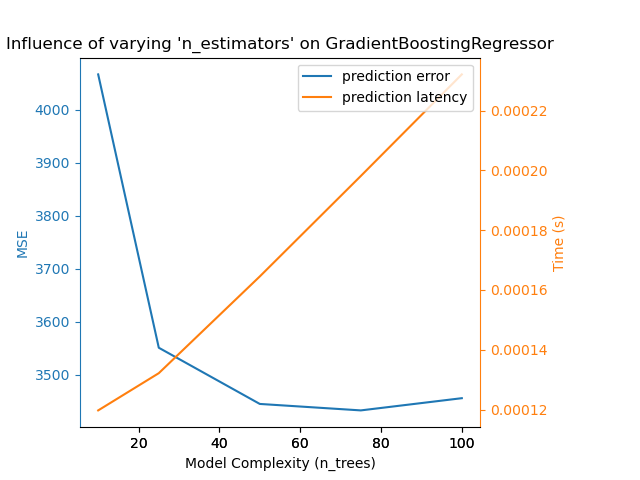 Influence of varying 'n_estimators' on GradientBoostingRegressor
prediction error
prediction latency
4000
3900
3800
3700
3600
3500
MSE
0.00022
0.00020
0.00018
0.00016
0.00014
0.00012
Time (s)
20 40 60 80 100
Model Complexity (n_trees)